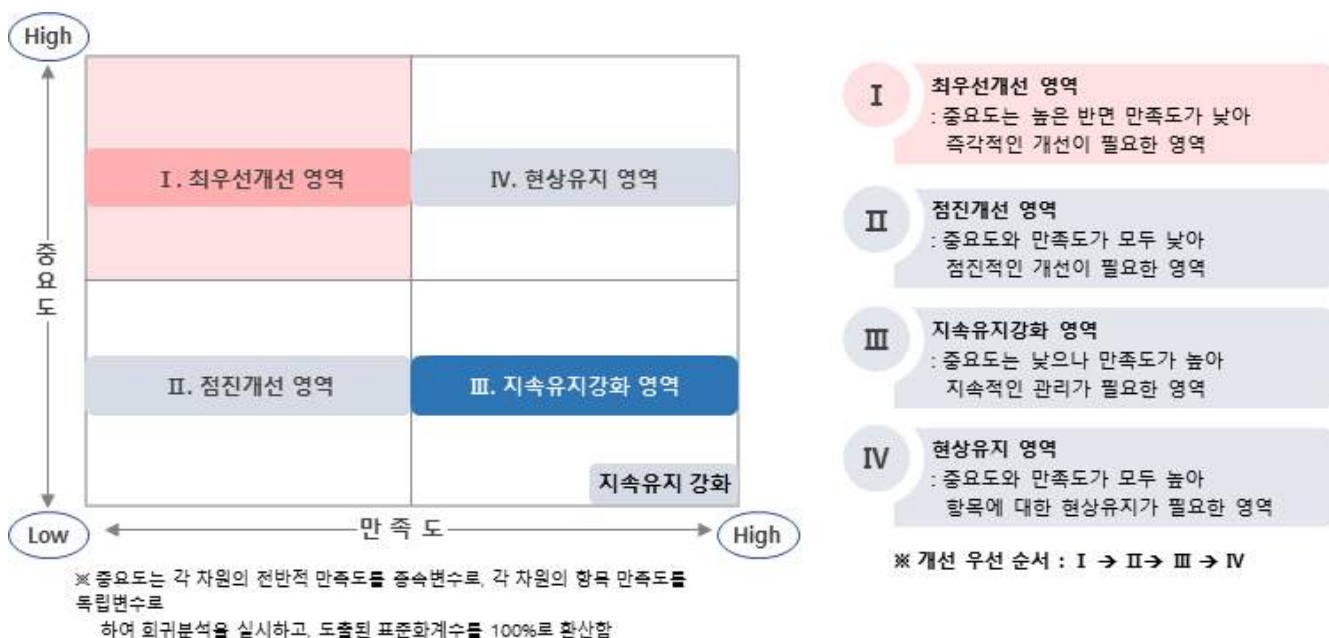 High
I. 최우선개선 영역
IV. 현상유지 영역
중요도
II. 점진개선 영역
III. 지속유지강화 영역
지속유지 강화
Low
만 족 도
High
※ 중요도는 각 차원의 전반적 만족도를 종속변수로, 각 차원의 항목 만족도를
독립변수로
하여 회귀분석을 실시하고, 도출된 표준화계수를 100%로 환산함
I
최우선개선 영역
: 중요도는 높은 반면 만족도가 낮아
즉각적인 개선이 필요한 영역
II
점진개선 영역
: 중요도와 만족도가 모두 낮아
점진적인 개선이 필요한 영역
III
지속유지강화 영역
: 중요도는 낮으나 만족도가 높아
지속적인 관리가 필요한 영역
IV
현상유지 영역
: 중요도와 만족도가 모두 높아
항목에 대한 현상유지가 필요한 영역
※ 개선 우선 순서 : I → II→ III → IV